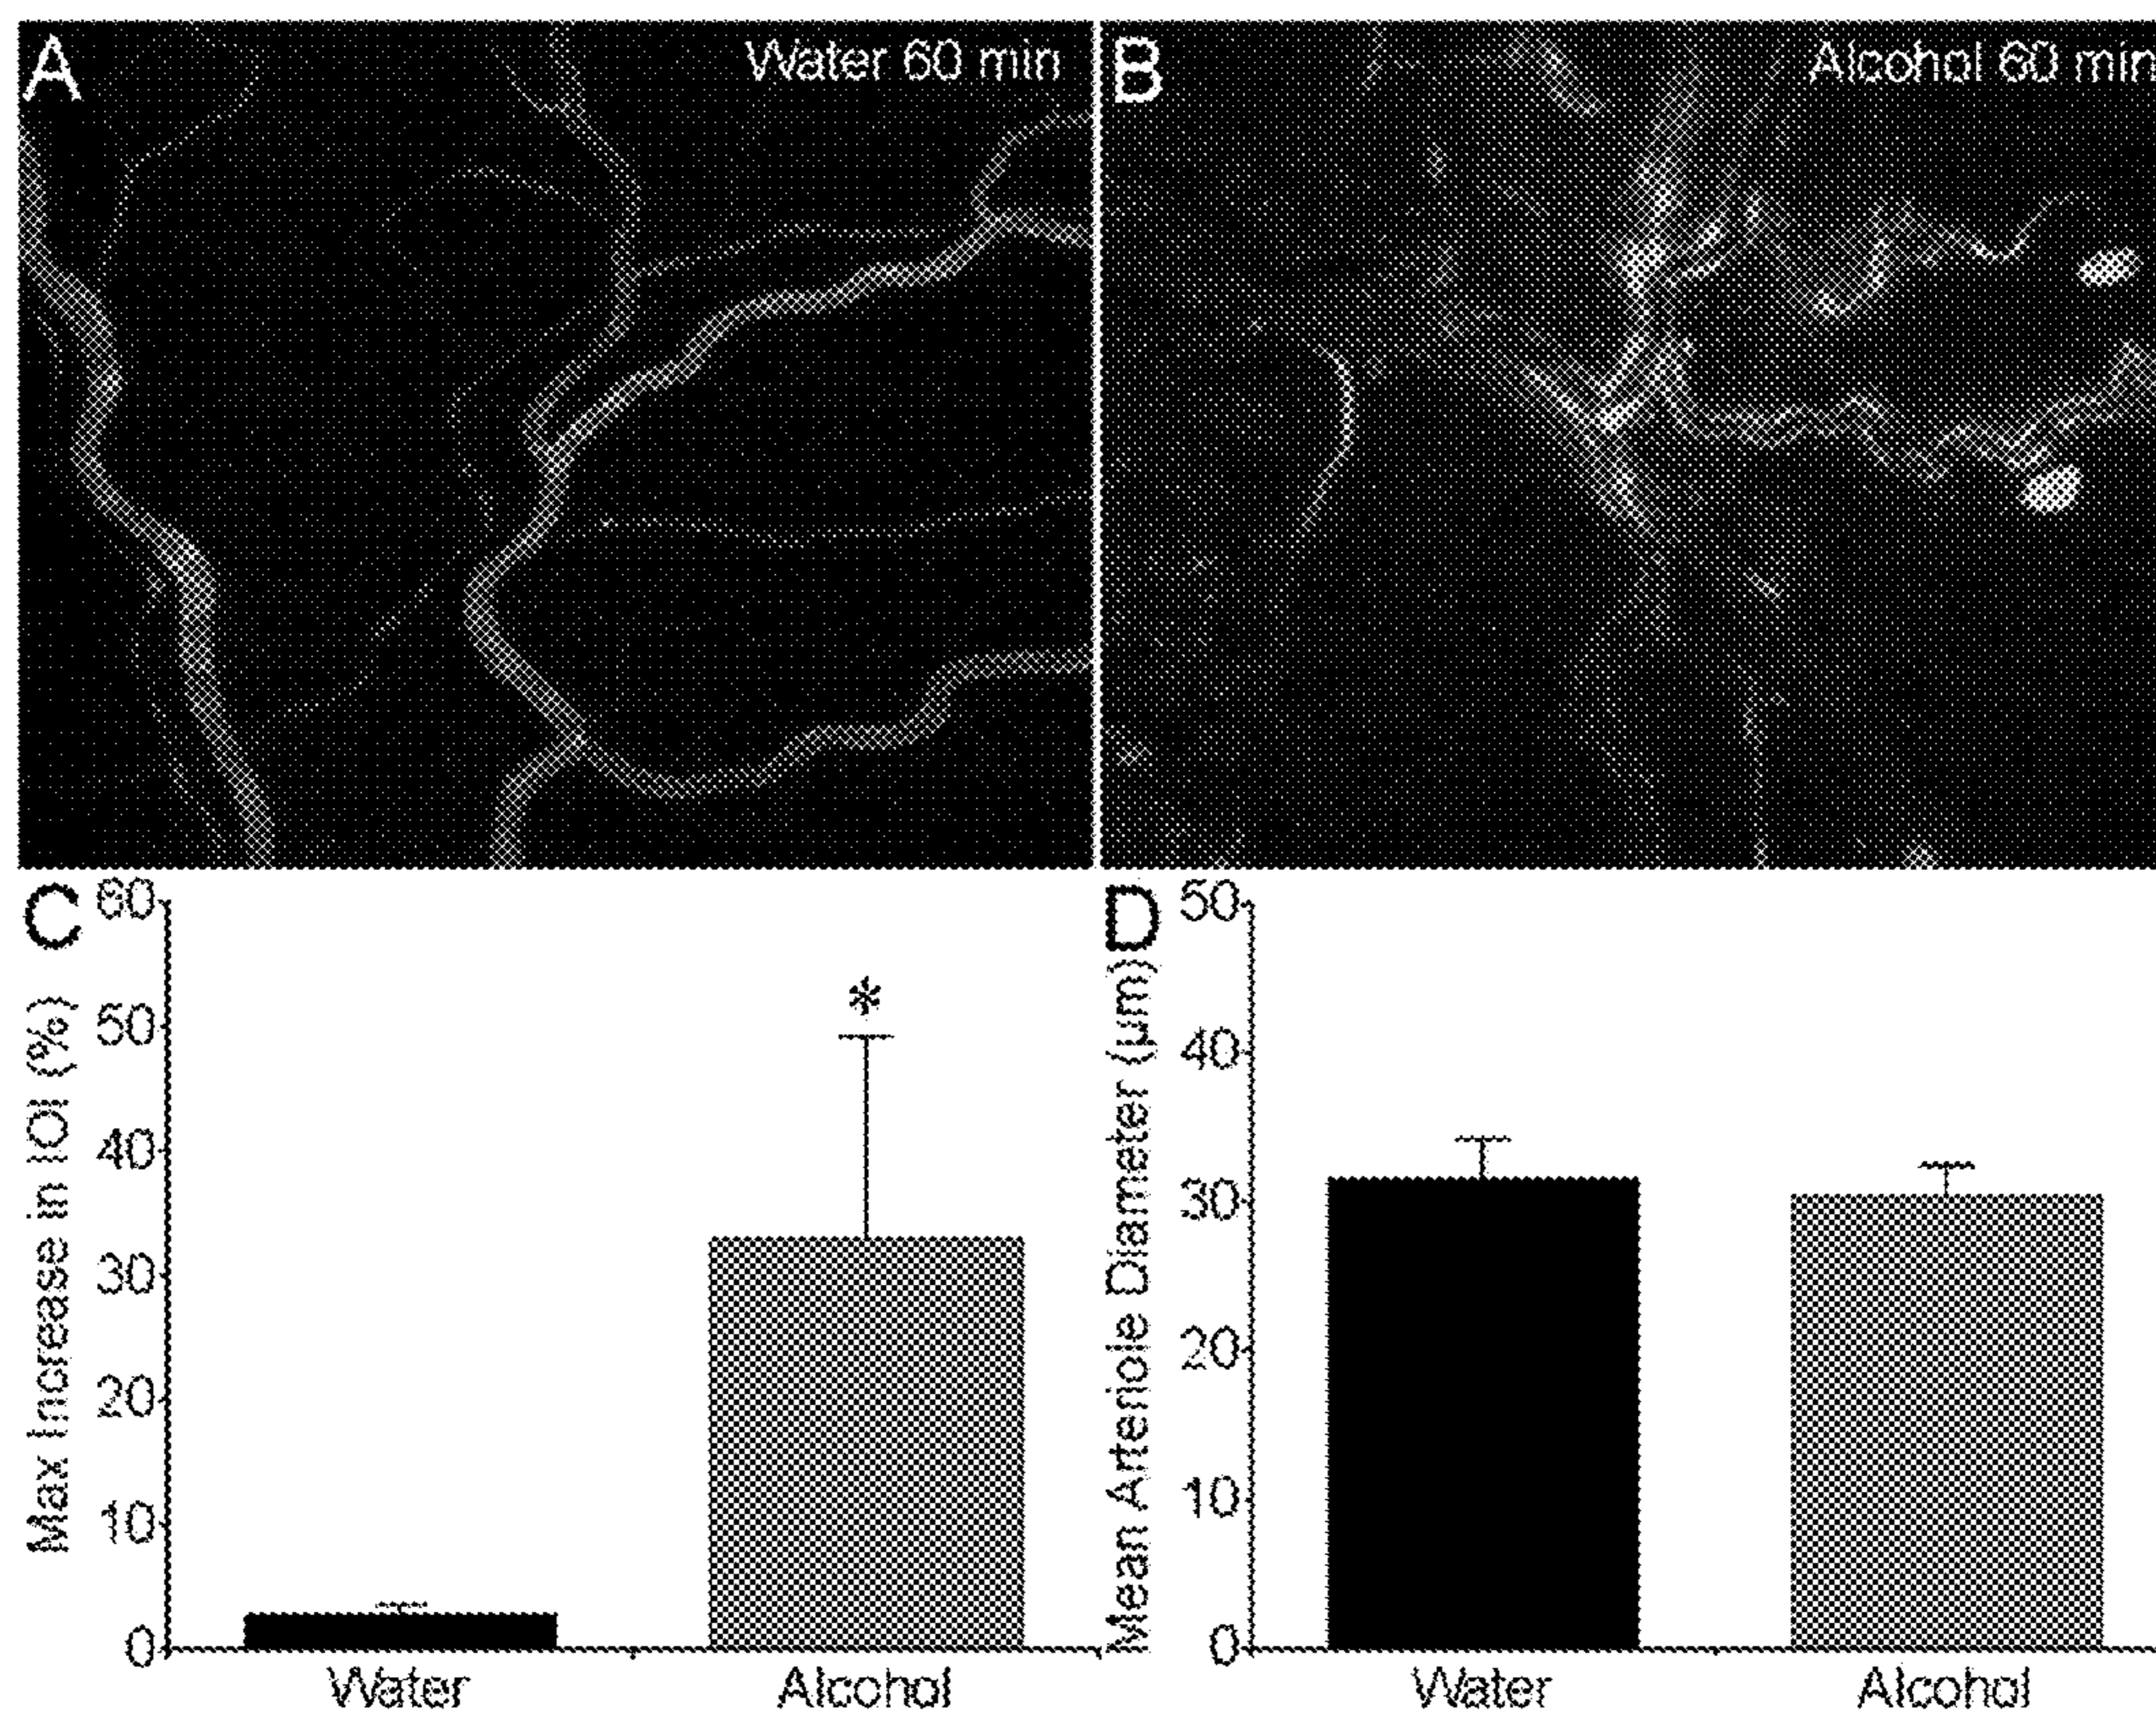 A
Water 60 min
B
Alcohol 60 min
C
Max Increase in IOI (%)
60
50
40
30
20
10
0
*
Water
Alcohol
D
Mean Arteriole Diameter (µm)
50
40
30
20
10
0
Water
Alcohol